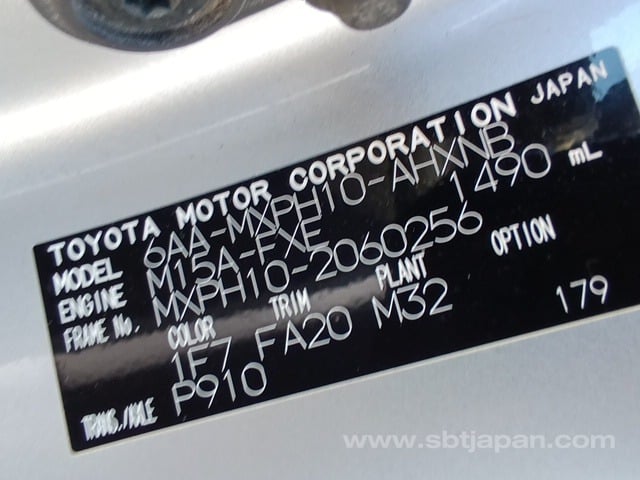 TOYOTA MOTOR CORPORATION JAPAN
MODEL 6AA-MXPH10-AHXNB
ENGINE M15A-FXE 1490 mL
FRAME No. MXPH10-2060256
COLOR TRIM PLANT OPTION
1F7 FA20 M32 179
TRANS./AXLE P910
www.sbtjapan.com